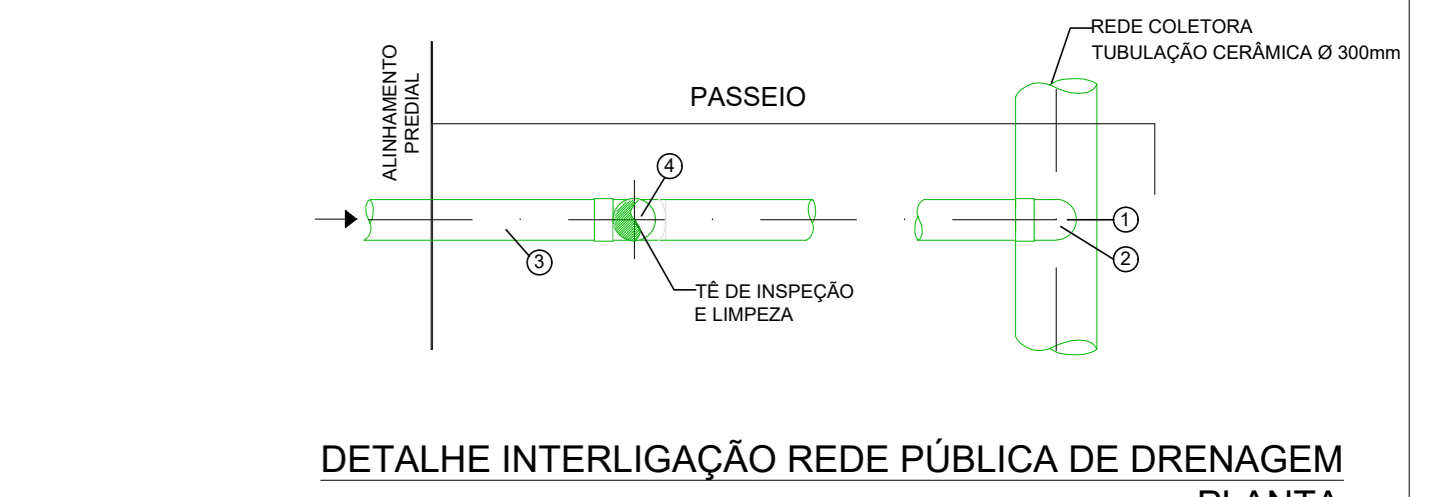 REDE COLETORA
TUBULAÇÃO CERÂMICA Ø 300mm
ALINHAMENTO
PREDIAL
PASSEIO
4
1
3
2
TÊ DE INSPEÇÃO
E LIMPEZA
DETALHE INTERLIGAÇÃO REDE PÚBLICA DE DRENAGEM
PLANTA